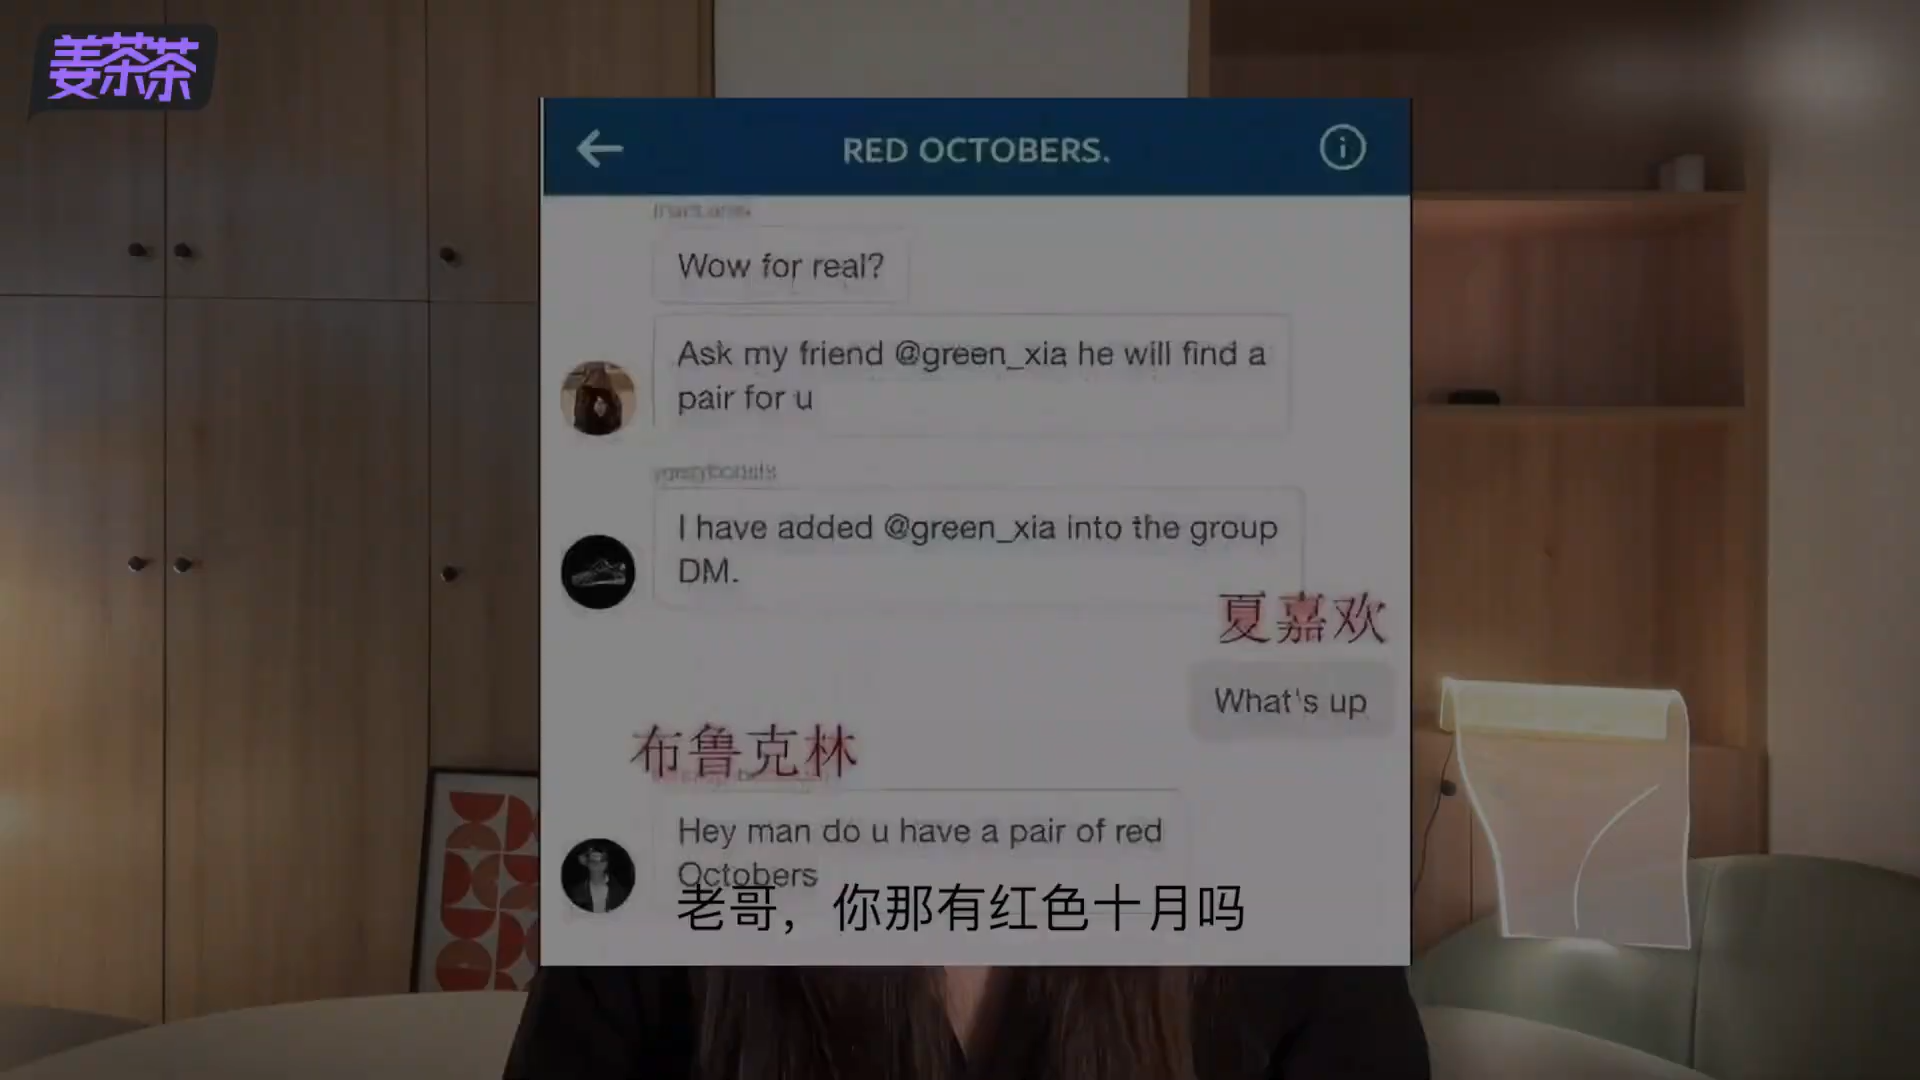 姜茶茶
RED OCTOBERS.
Wow for real?
Ask my friend @green_xia he will find a
pair for u
I have added @green_xia into the group
DM.
夏嘉欢
What's up
布鲁克林
Hey man do u have a pair of red
Octobers
老哥，你那有红色十月吗